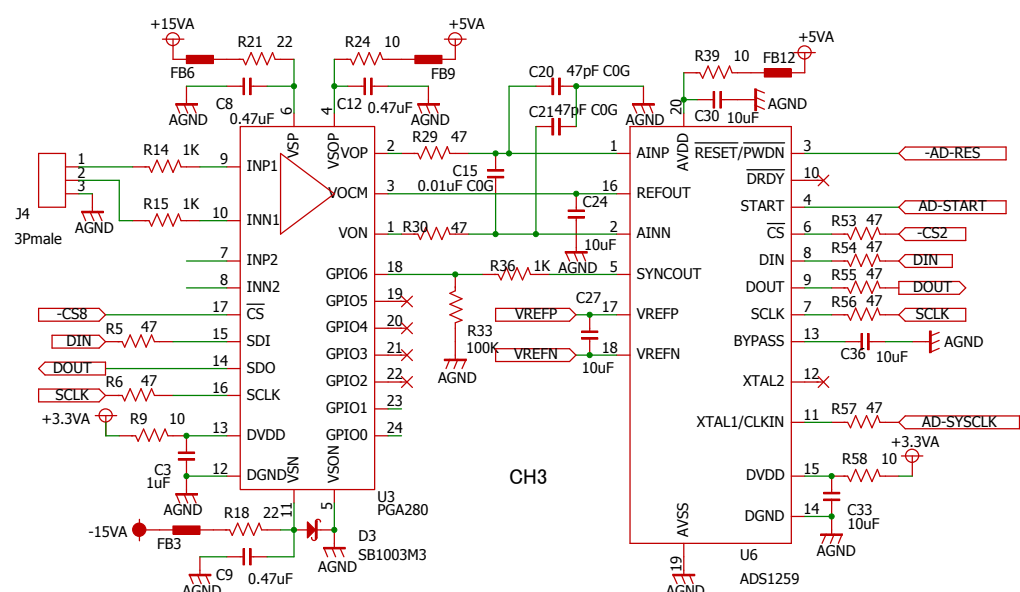 +15VA
R21 22
FB6
C8
0.47uF
AGND
R24 10
+5VA
FB9
C12
0.47uF
AGND
C20 47pF C0G
C21 47pF C0G
AGND
R39 10
FB12
+5VA
C30
10uF
AGND
J4
3Pmale
1
2
3
AGND
R14 1K
R15 1K
9 INP1
10 INN1
7 INP2
8 INN2
-CS8
17 CS
DIN
R5 47
15 SDI
DOUT
14 SDO
SCLK
R6 47
16 SCLK
+3.3VA
R9 10
13 DVDD
C3
1uF
12 DGND
AGND
6 VSP
4 VSOP
VOP 2
VOCM 3
VON 1
GPIO6 18
GPIO5 19
GPIO4 20
GPIO3 21
GPIO2 22
GPIO1 23
GPIO0 24
VSN 11
VSON 5
U3
PGA280
-15VA
FB3
R18 22
C9
0.47uF
AGND
D3
SB1003M3
AGND
R29 47
C15
0.01uF C0G
R30 47
C24
10uF
AGND
R36 1K
R33
100K
AGND
VREFP
VREFN
C27
10uF
CH3
1 AINP
16 REFOUT
2 AINN
5 SYNCOUT
17 VREFP
18 VREFN
20 AVDD
AVSS 19
AGND
RESET/PWDN 3
-AD-RES
DRDY 10
START 4
AD-START
CS 6
R53 47
-CS2
DIN 8
R54 47
DIN
DOUT 9
R55 47
DOUT
SCLK 7
R56 47
SCLK
BYPASS 13
C36
10uF
AGND
XTAL2 12
XTAL1/CLKIN 11
R57 47
AD-SYSCLK
+3.3VA
DVDD 15
R58 10
DGND 14
C33
10uF
AGND
U6
ADS1259